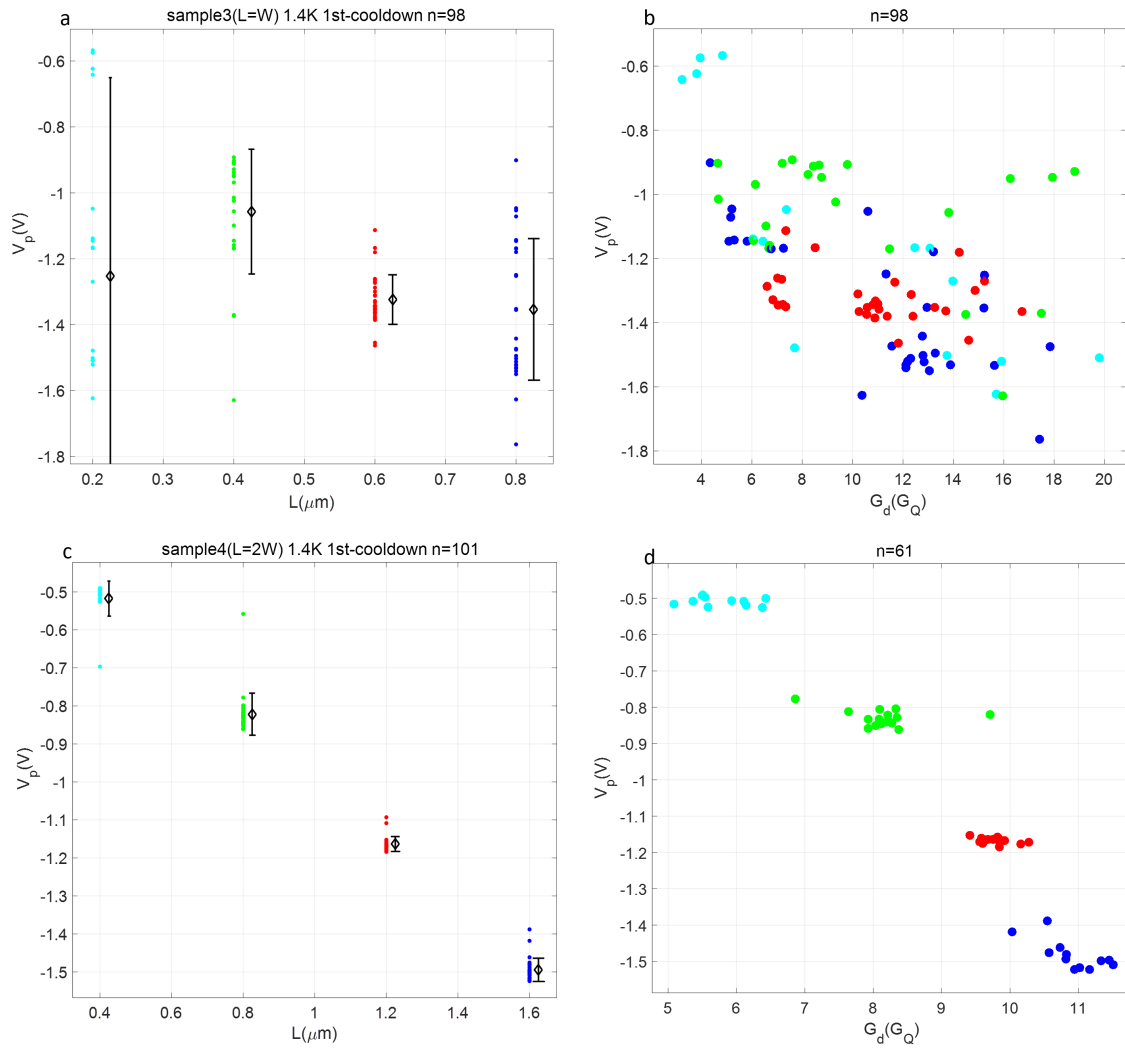 a
sample3(L=W) 1.4K 1st-cooldown n=98
-0.6
-0.8
-1
-1.2
-1.4
-1.6
-1.8
V_p(V)
0.2 0.3 0.4 0.5 0.6 0.7 0.8
L(μm)
b
n=98
-0.6
-0.8
-1
-1.2
-1.4
-1.6
-1.8
V_p(V)
4 6 8 10 12 14 16 18 20
G_d(G_Q)
c
sample4(L=2W) 1.4K 1st-cooldown n=101
-0.5
-0.6
-0.7
-0.8
-0.9
-1
-1.1
-1.2
-1.3
-1.4
-1.5
V_p(V)
0.4 0.6 0.8 1 1.2 1.4 1.6
L(μm)
d
n=61
-0.5
-0.6
-0.7
-0.8
-0.9
-1
-1.1
-1.2
-1.3
-1.4
-1.5
V_p(V)
5 6 7 8 9 10 11
G_d(G_Q)